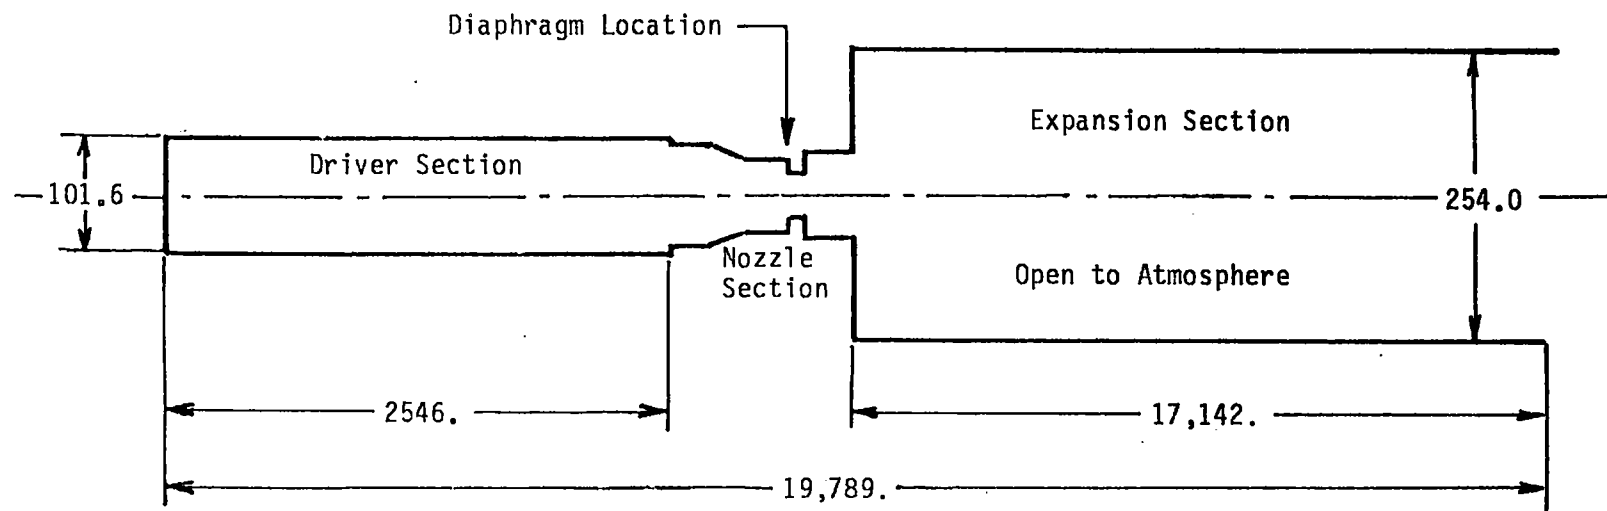 Diaphragm Location
Expansion Section
Driver Section
101.6
254.0
Nozzle
Section
Open to Atmosphere
2546.
17,142.
19,789.